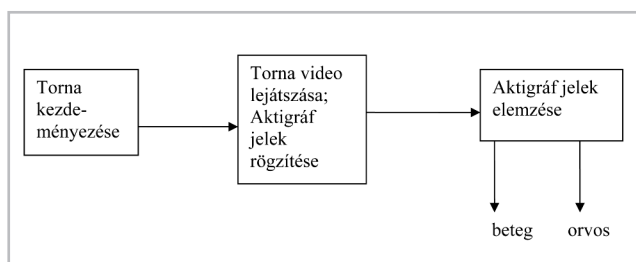 Torna
kezde-
ményezése
Torna video
lejátszása;
Aktigráf
jelek
rögzítése
Aktigráf jelek
elemzése
beteg
orvos